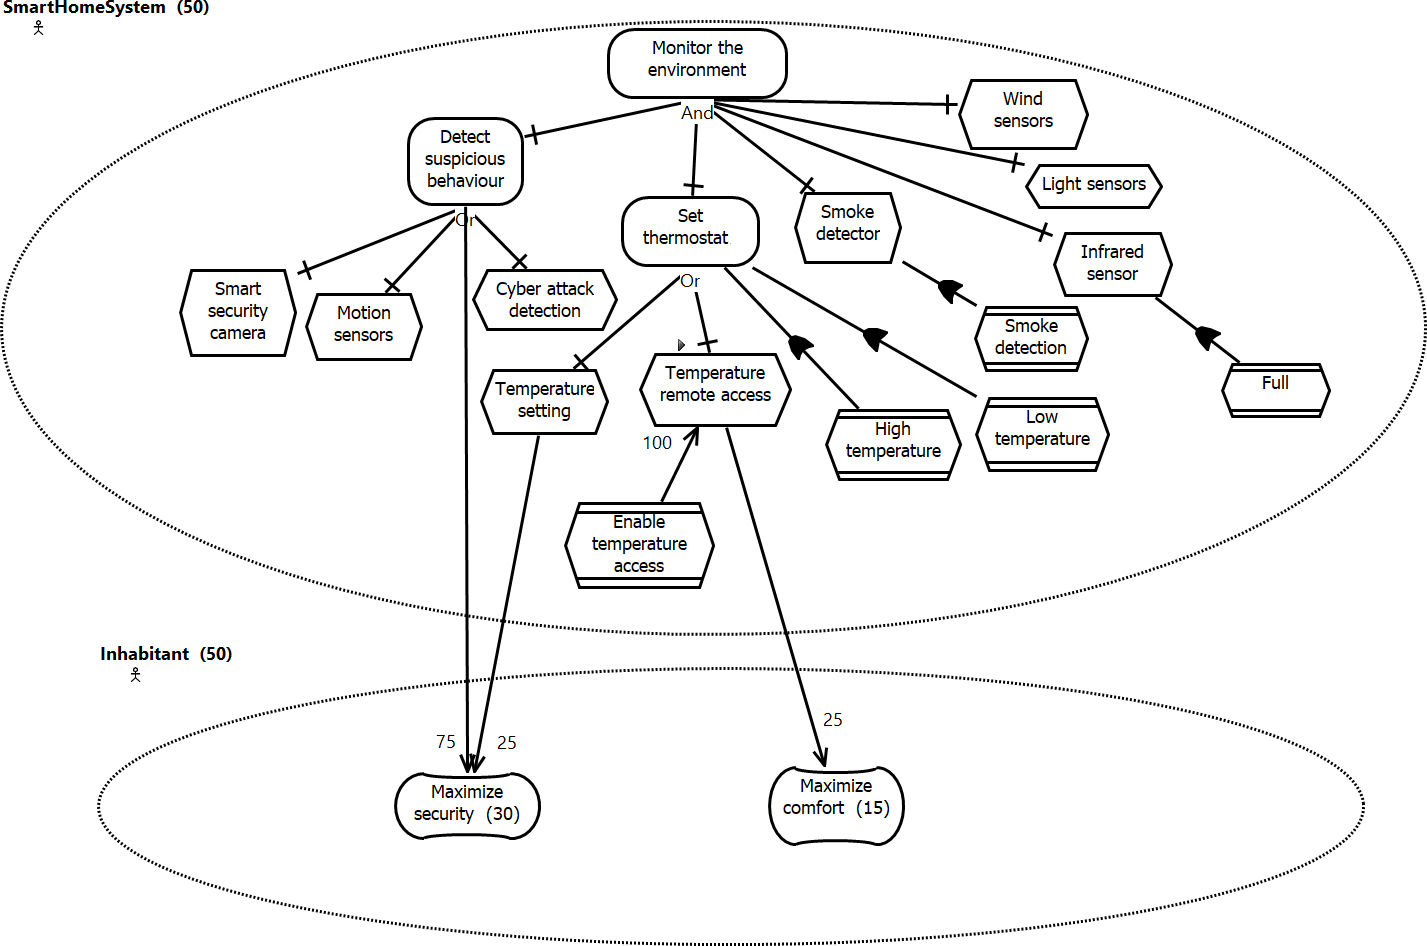 SmartHomeSystem (50)
Monitor the
environment
And
Wind
sensors
Detect
suspicious
behaviour
Light sensors
Or
Set
thermostat
Smoke
detector
Infrared
sensor
Smart
security
camera
Motion
sensors
Cyber attack
detection
Or
Smoke
detection
Full
Temperature
setting
Temperature
remote access
High
temperature
Low
temperature
100
Enable
temperature
access
Inhabitant (50)
75
25
25
Maximize
security (30)
Maximize
comfort (15)